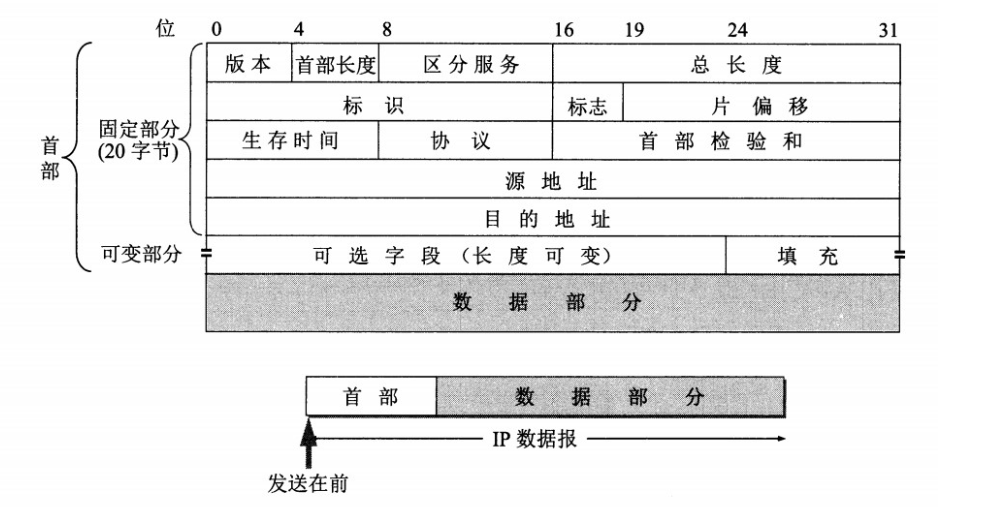 位 0 4 8 16 19 24 31
版本 首部长度 区分服务 总长度
标识 标志 片偏移
首部
固定部分
(20 字节)
生存时间 协议 首部检验和
源地址
目的地址
可变部分 可选字段(长度可变) 填充
数据部分
首部 数据部分
IP 数据报
发送在前